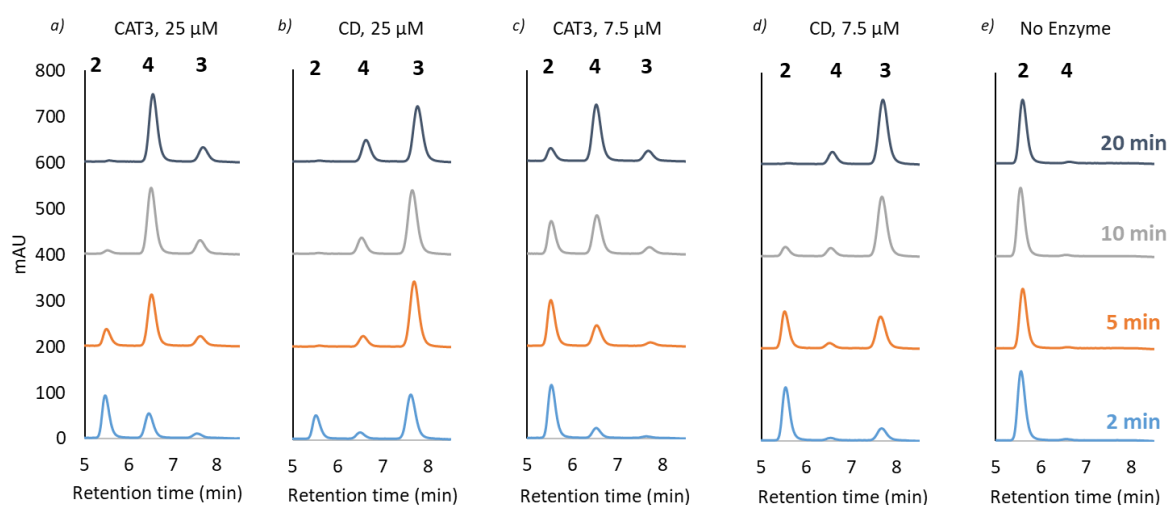 a) CAT3, 25 µM b) CD, 25 µM c) CAT3, 7.5 µM d) CD, 7.5 µM e) No Enzyme
2 4 3 2 4 3 2 4 3 2 4 3 2 4
800
700
600
500
400
300
200
100
0
mAU
20 min
10 min
5 min
2 min
5 6 7 8 5 6 7 8 5 6 7 8 5 6 7 8 5 6 7 8
Retention time (min) Retention time (min) Retention time (min) Retention time (min) Retention time (min)